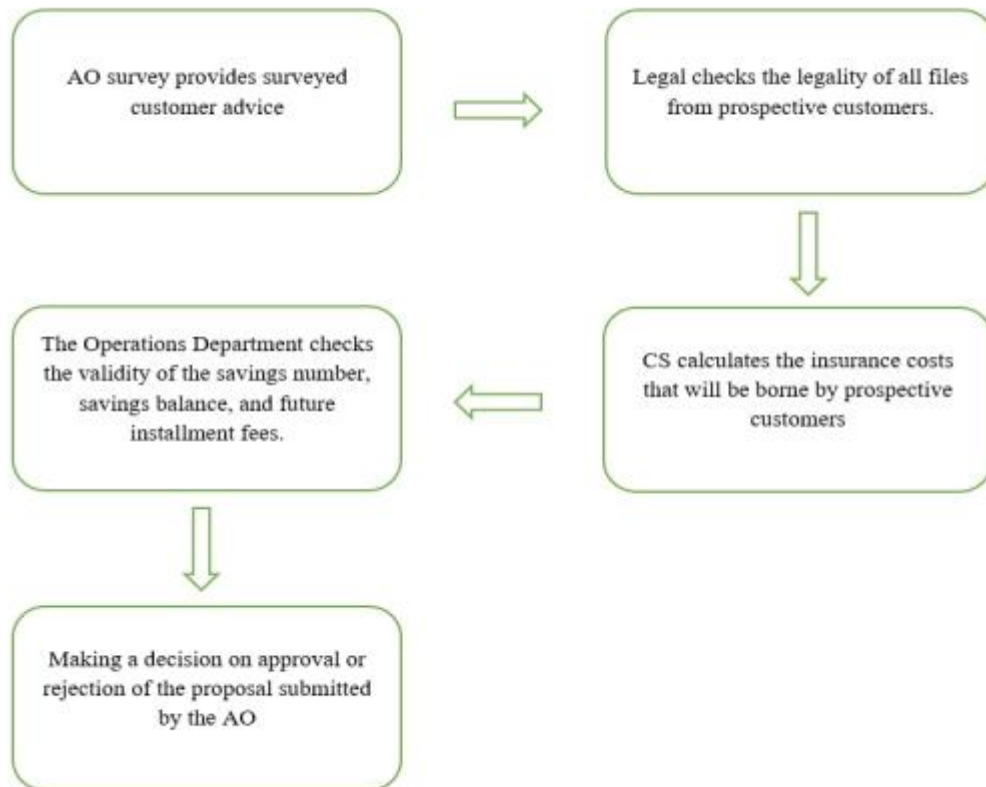 AO survey provides surveyed
customer advice
Legal checks the legality of all files
from prospective customers.
CS calculates the insurance costs
that will be borne by prospective
customers
The Operations Department checks
the validity of the savings number,
savings balance, and future
installment fees.
Making a decision on approval or
rejection of the proposal submitted
by the AO